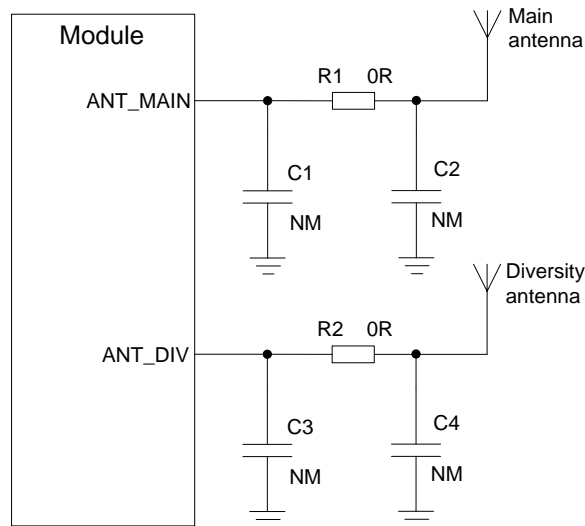 Module
Main
antenna
R1 0R
ANT_MAIN
C1
C2
NM
NM
Diversity
antenna
R2 0R
ANT_DIV
C3
C4
NM
NM